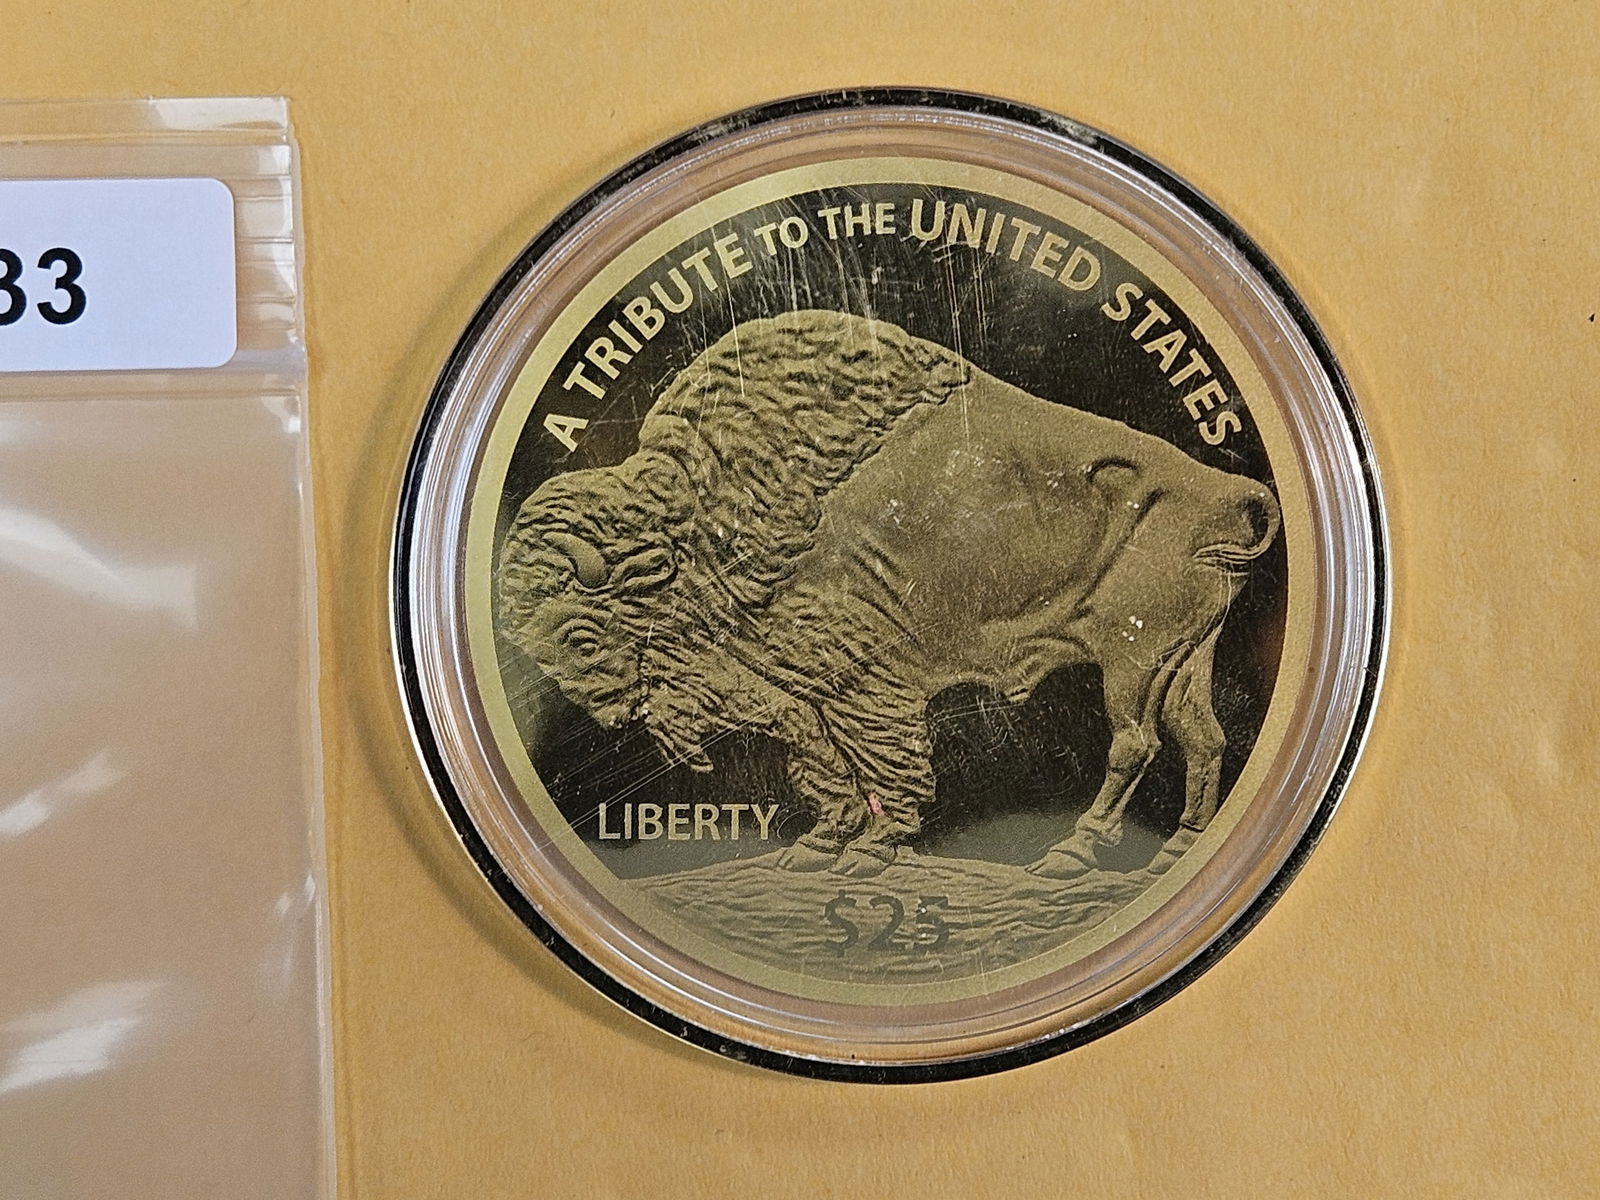 33
A TRIBUTE TO THE UNITED STATES
LIBERTY
$25